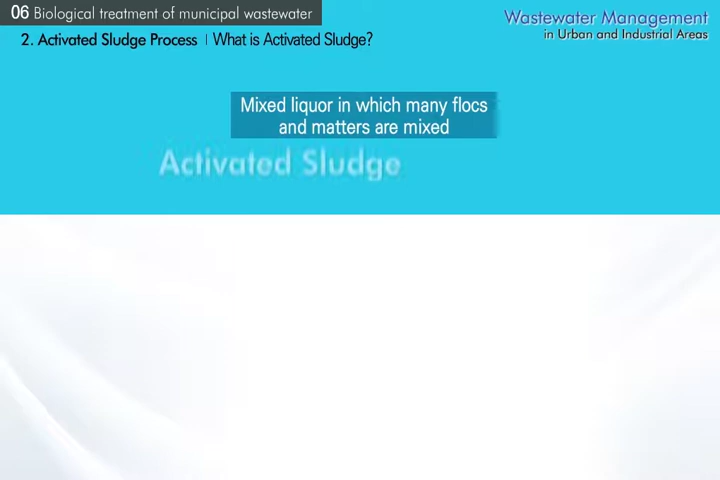 06 Biological treatment of municipal wastewater
Wastewater Management
in Urban and Industrial Areas
2. Activated Sludge Process | What is Activated Sludge?
Mixed liquor in which many flocs
and matters are mixed
Activated Sludge